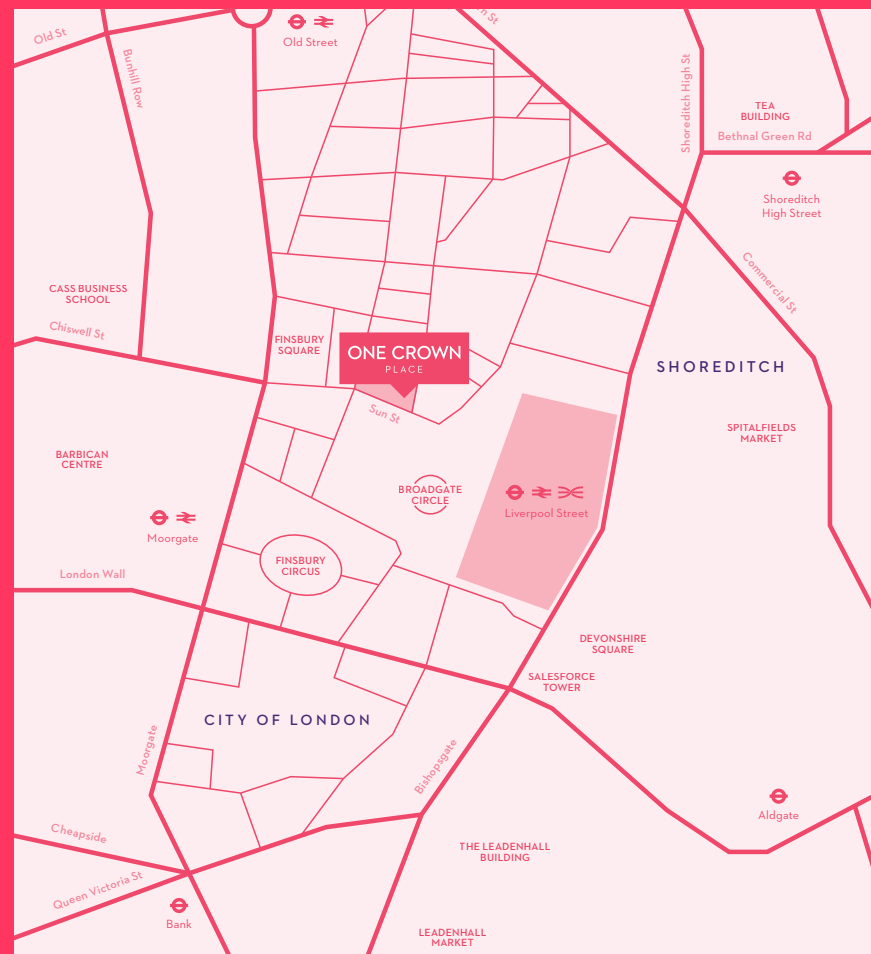 n St
Old St
Old Street
Bunhill Row
Shoreditch High St
TEA
BUILDING
Bethnal Green Rd
Shoreditch
High Street
Commercial St
CASS BUSINESS
SCHOOL
Chiswell St
FINSBURY
SQUARE
ONE CROWN
PLACE
SHOREDITCH
Sun St
SPITALFIELDS
MARKET
BARBICAN
CENTRE
BROADGATE
CIRCLE
Liverpool Street
Moorgate
FINSBURY
CIRCUS
London Wall
DEVONSHIRE
SQUARE
SALESFORCE
TOWER
CITY OF LONDON
Moorgate
Bishopsgate
Aldgate
Cheapside
THE LEADENHALL
BUILDING
Queen Victoria St
Bank
LEADENHALL
MARKET